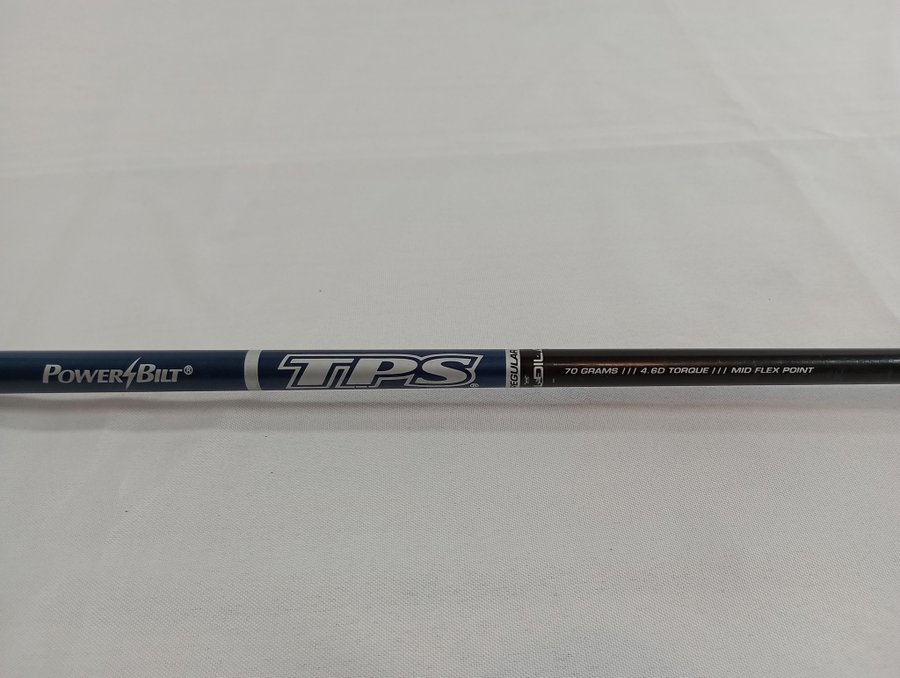 POWERBILT®
TPS®
REGULAR
70 GRAMS /// 4.6D TORQUE /// MID FLEX POINT